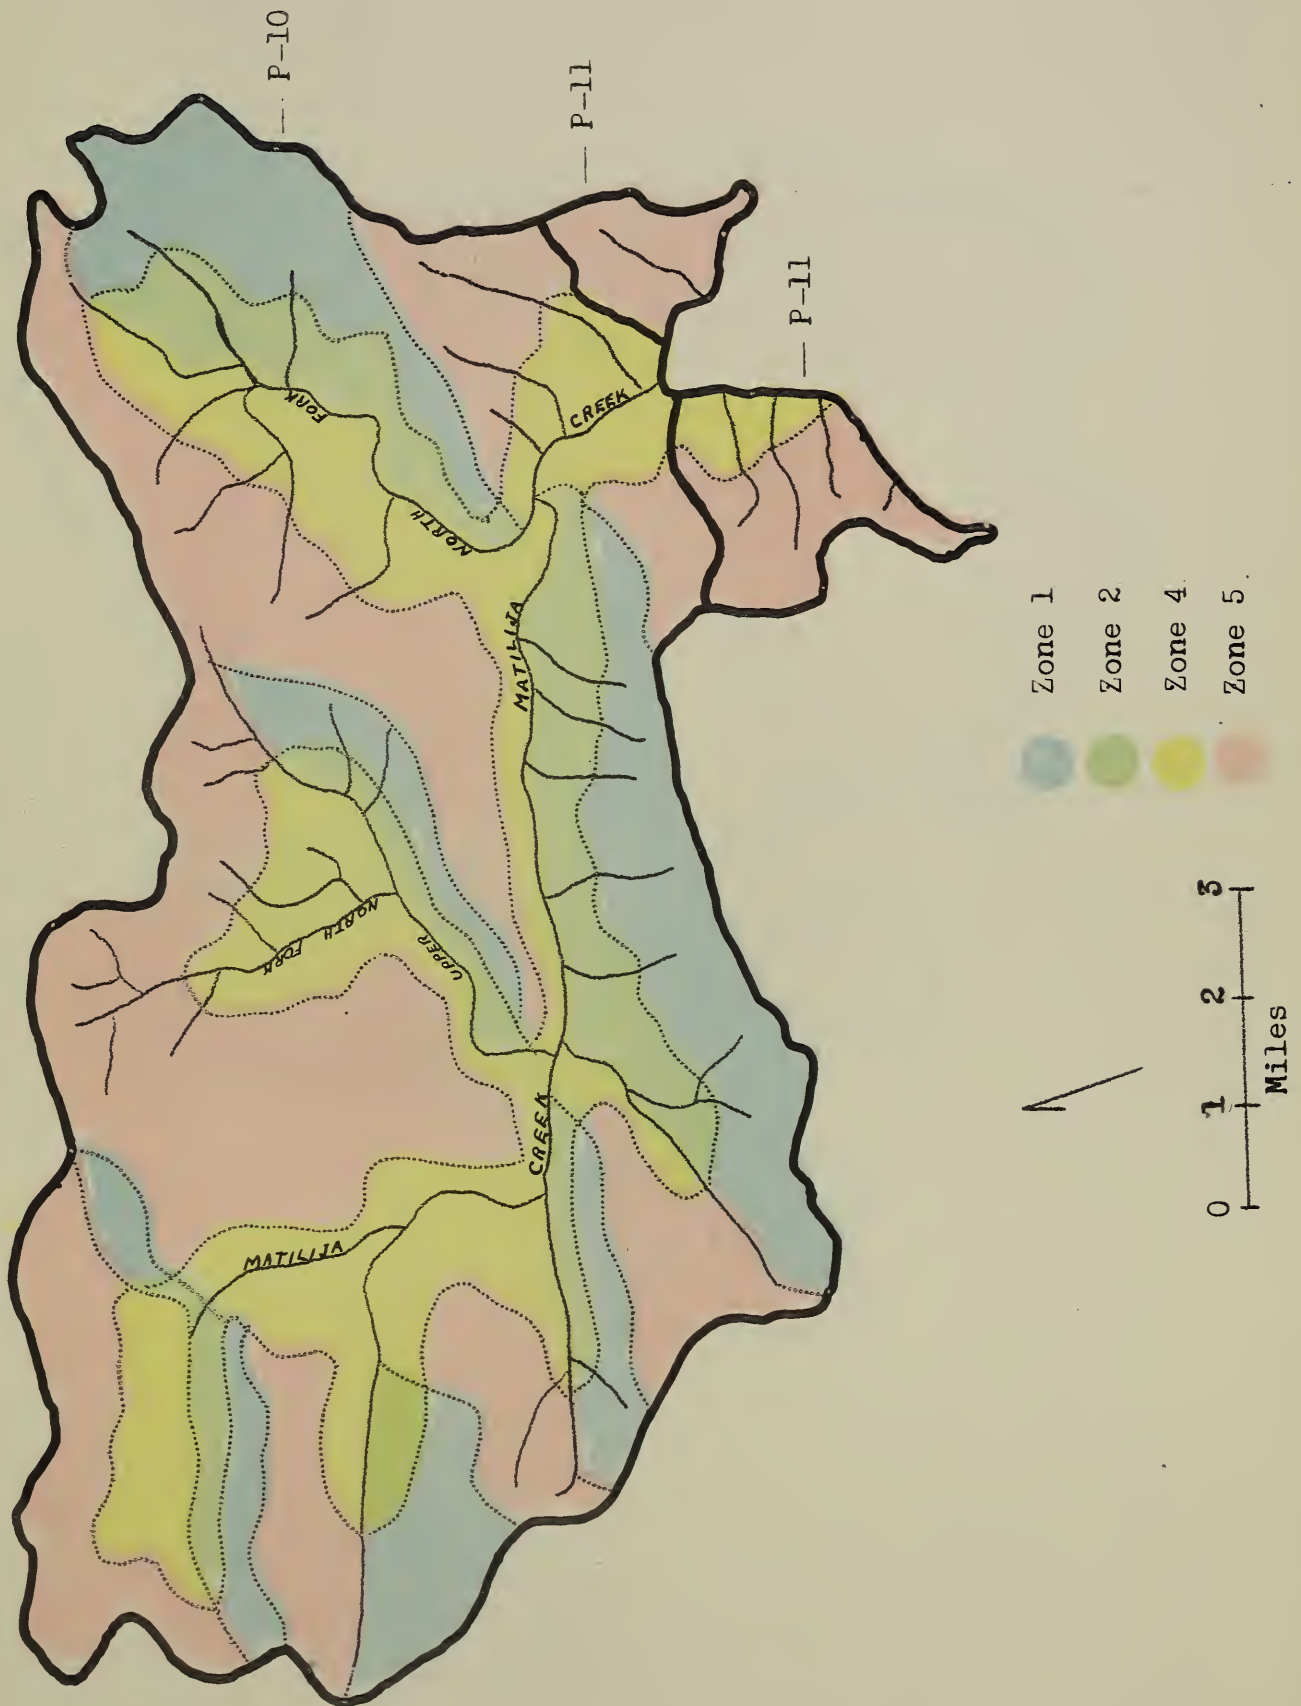 P-10
P-11
P-11
FORK
NORTH
CREEK
MATILIJA
NORTH
FORK
UPPER
CREEK
MATILIJA
Zone 1
Zone 2
Zone 4
Zone 5
0 1 2 3
Miles